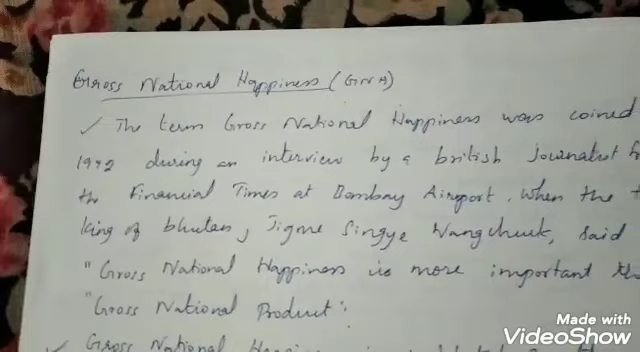 Gross National Happiness (GNH)
✓ The term Gross National Happiness was coined
1972 during an interview by a british journalist
the Financial Times at Bombay Airport. When the
king of bhutan, Jigme Singye Wangchuck, said
"Gross National Happiness is more important
"Gross National Product".
✓ Gross National
Made with
VideoShow